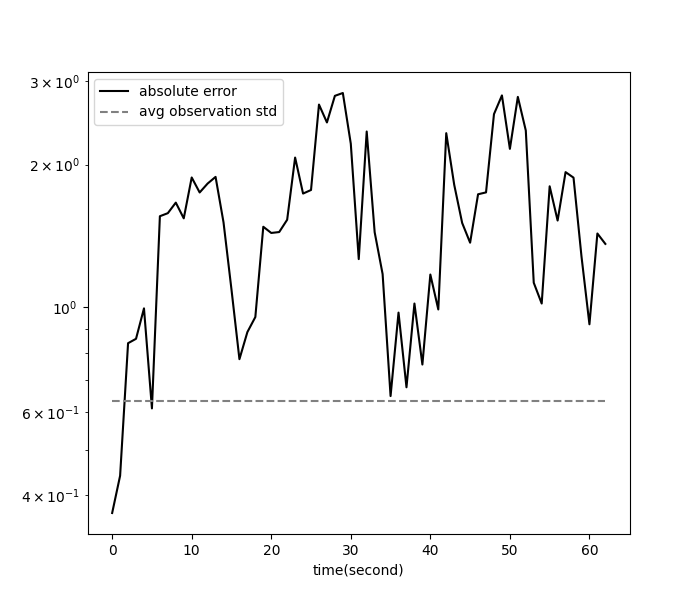 3 × 10⁰
2 × 10⁰
10⁰
6 × 10⁻¹
4 × 10⁻¹
absolute error
avg observation std
0 10 20 30 40 50 60
time(second)